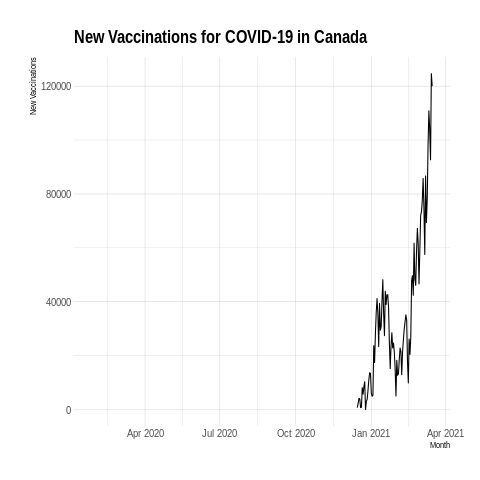 New Vaccinations for COVID-19 in Canada
New Vaccinations
120000
80000
40000
0
Apr 2020 Jul 2020 Oct 2020 Jan 2021 Apr 2021
Month